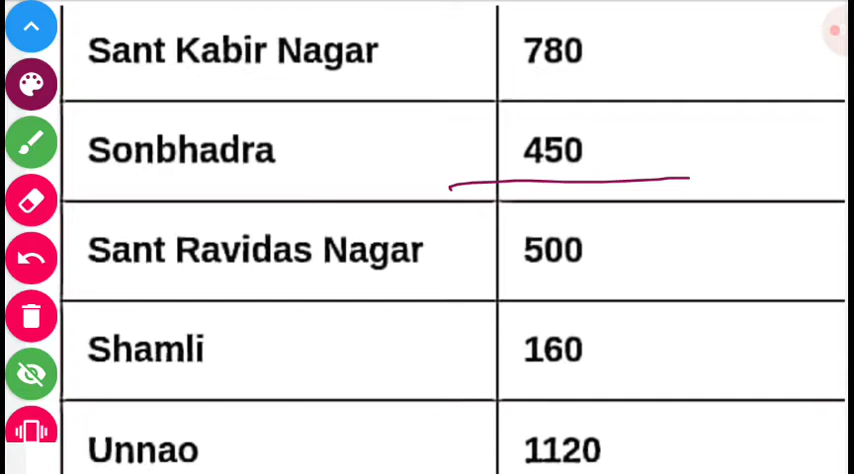 Sant Kabir Nagar 780
Sonbhadra 450
Sant Ravidas Nagar 500
Shamli 160
Unnao 1120